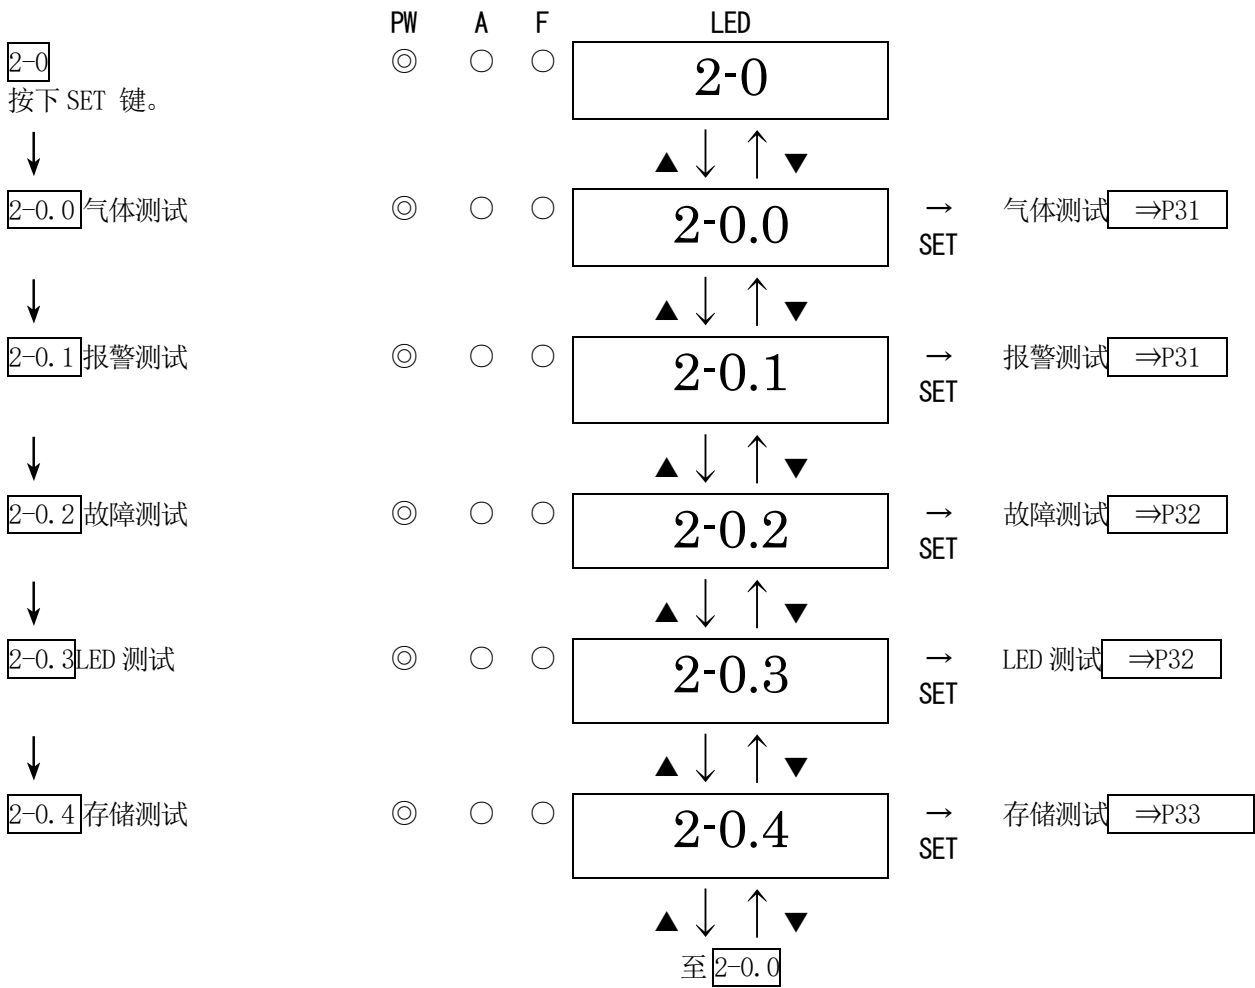 PW A F LED
2-0 ◎ ○ ○ 2-0
按下 SET 键。
↓
▲ ↓ ↑ ▼
2-0.0 气体测试 ◎ ○ ○ 2-0.0 → 气体测试 ⇒P31
SET
↓
▲ ↓ ↑ ▼
2-0.1 报警测试 ◎ ○ ○ 2-0.1 → 报警测试 ⇒P31
SET
↓
▲ ↓ ↑ ▼
2-0.2 故障测试 ◎ ○ ○ 2-0.2 → 故障测试 ⇒P32
SET
↓
▲ ↓ ↑ ▼
2-0.3 LED 测试 ◎ ○ ○ 2-0.3 → LED 测试 ⇒P32
SET
↓
▲ ↓ ↑ ▼
2-0.4 存储测试 ◎ ○ ○ 2-0.4 → 存储测试 ⇒P33
SET
▲ ↓ ↑ ▼
至 2-0.0